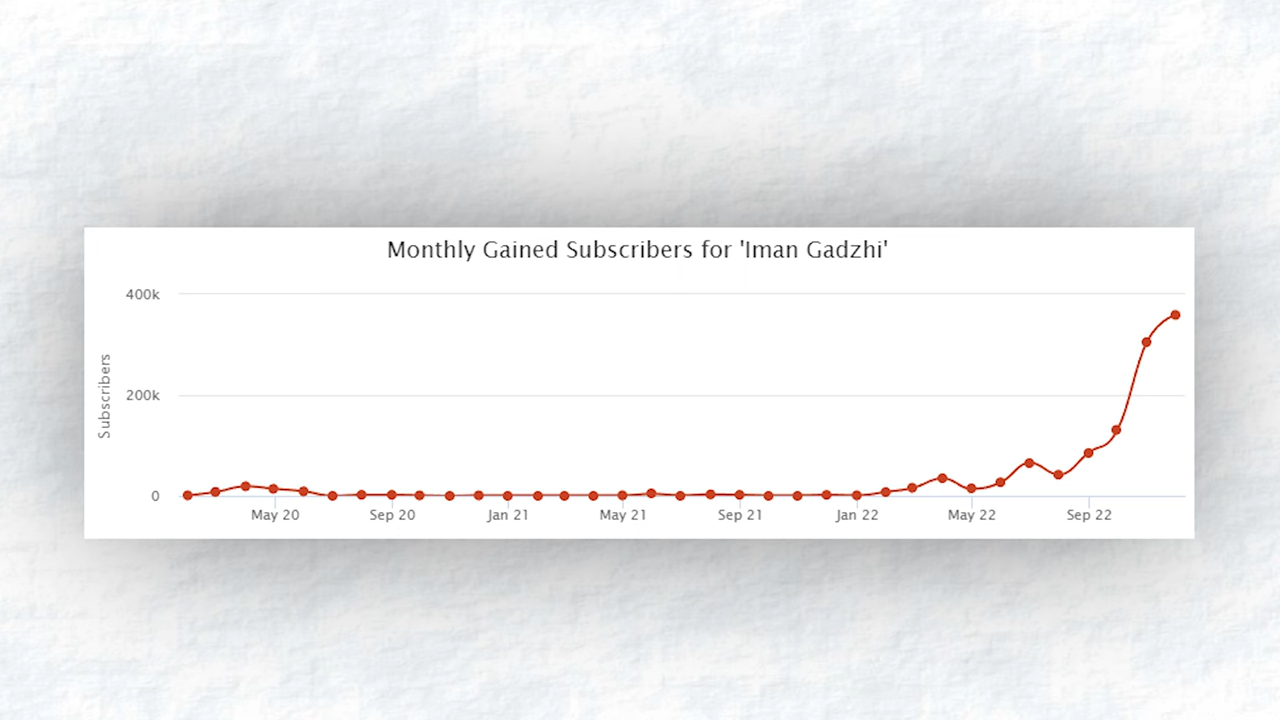 Monthly Gained Subscribers for 'Iman Gadzhi'
400k
200k
0
Subscribers
May 20 Sep 20 Jan 21 May 21 Sep 21 Jan 22 May 22 Sep 22